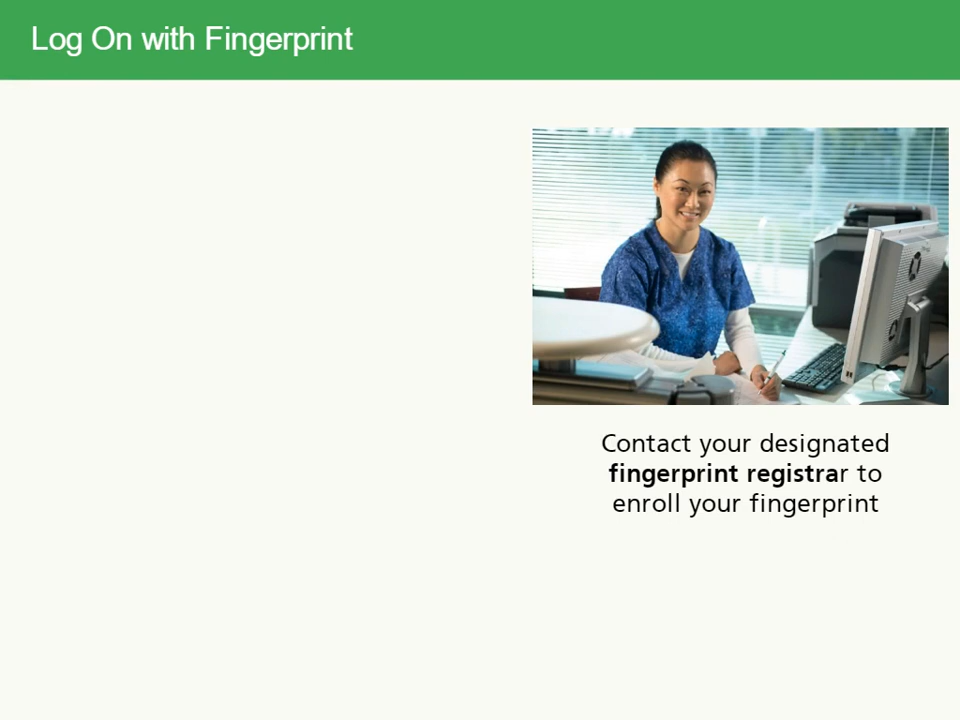 Log On with Fingerprint
Contact your designated
fingerprint registrar to
enroll your fingerprint